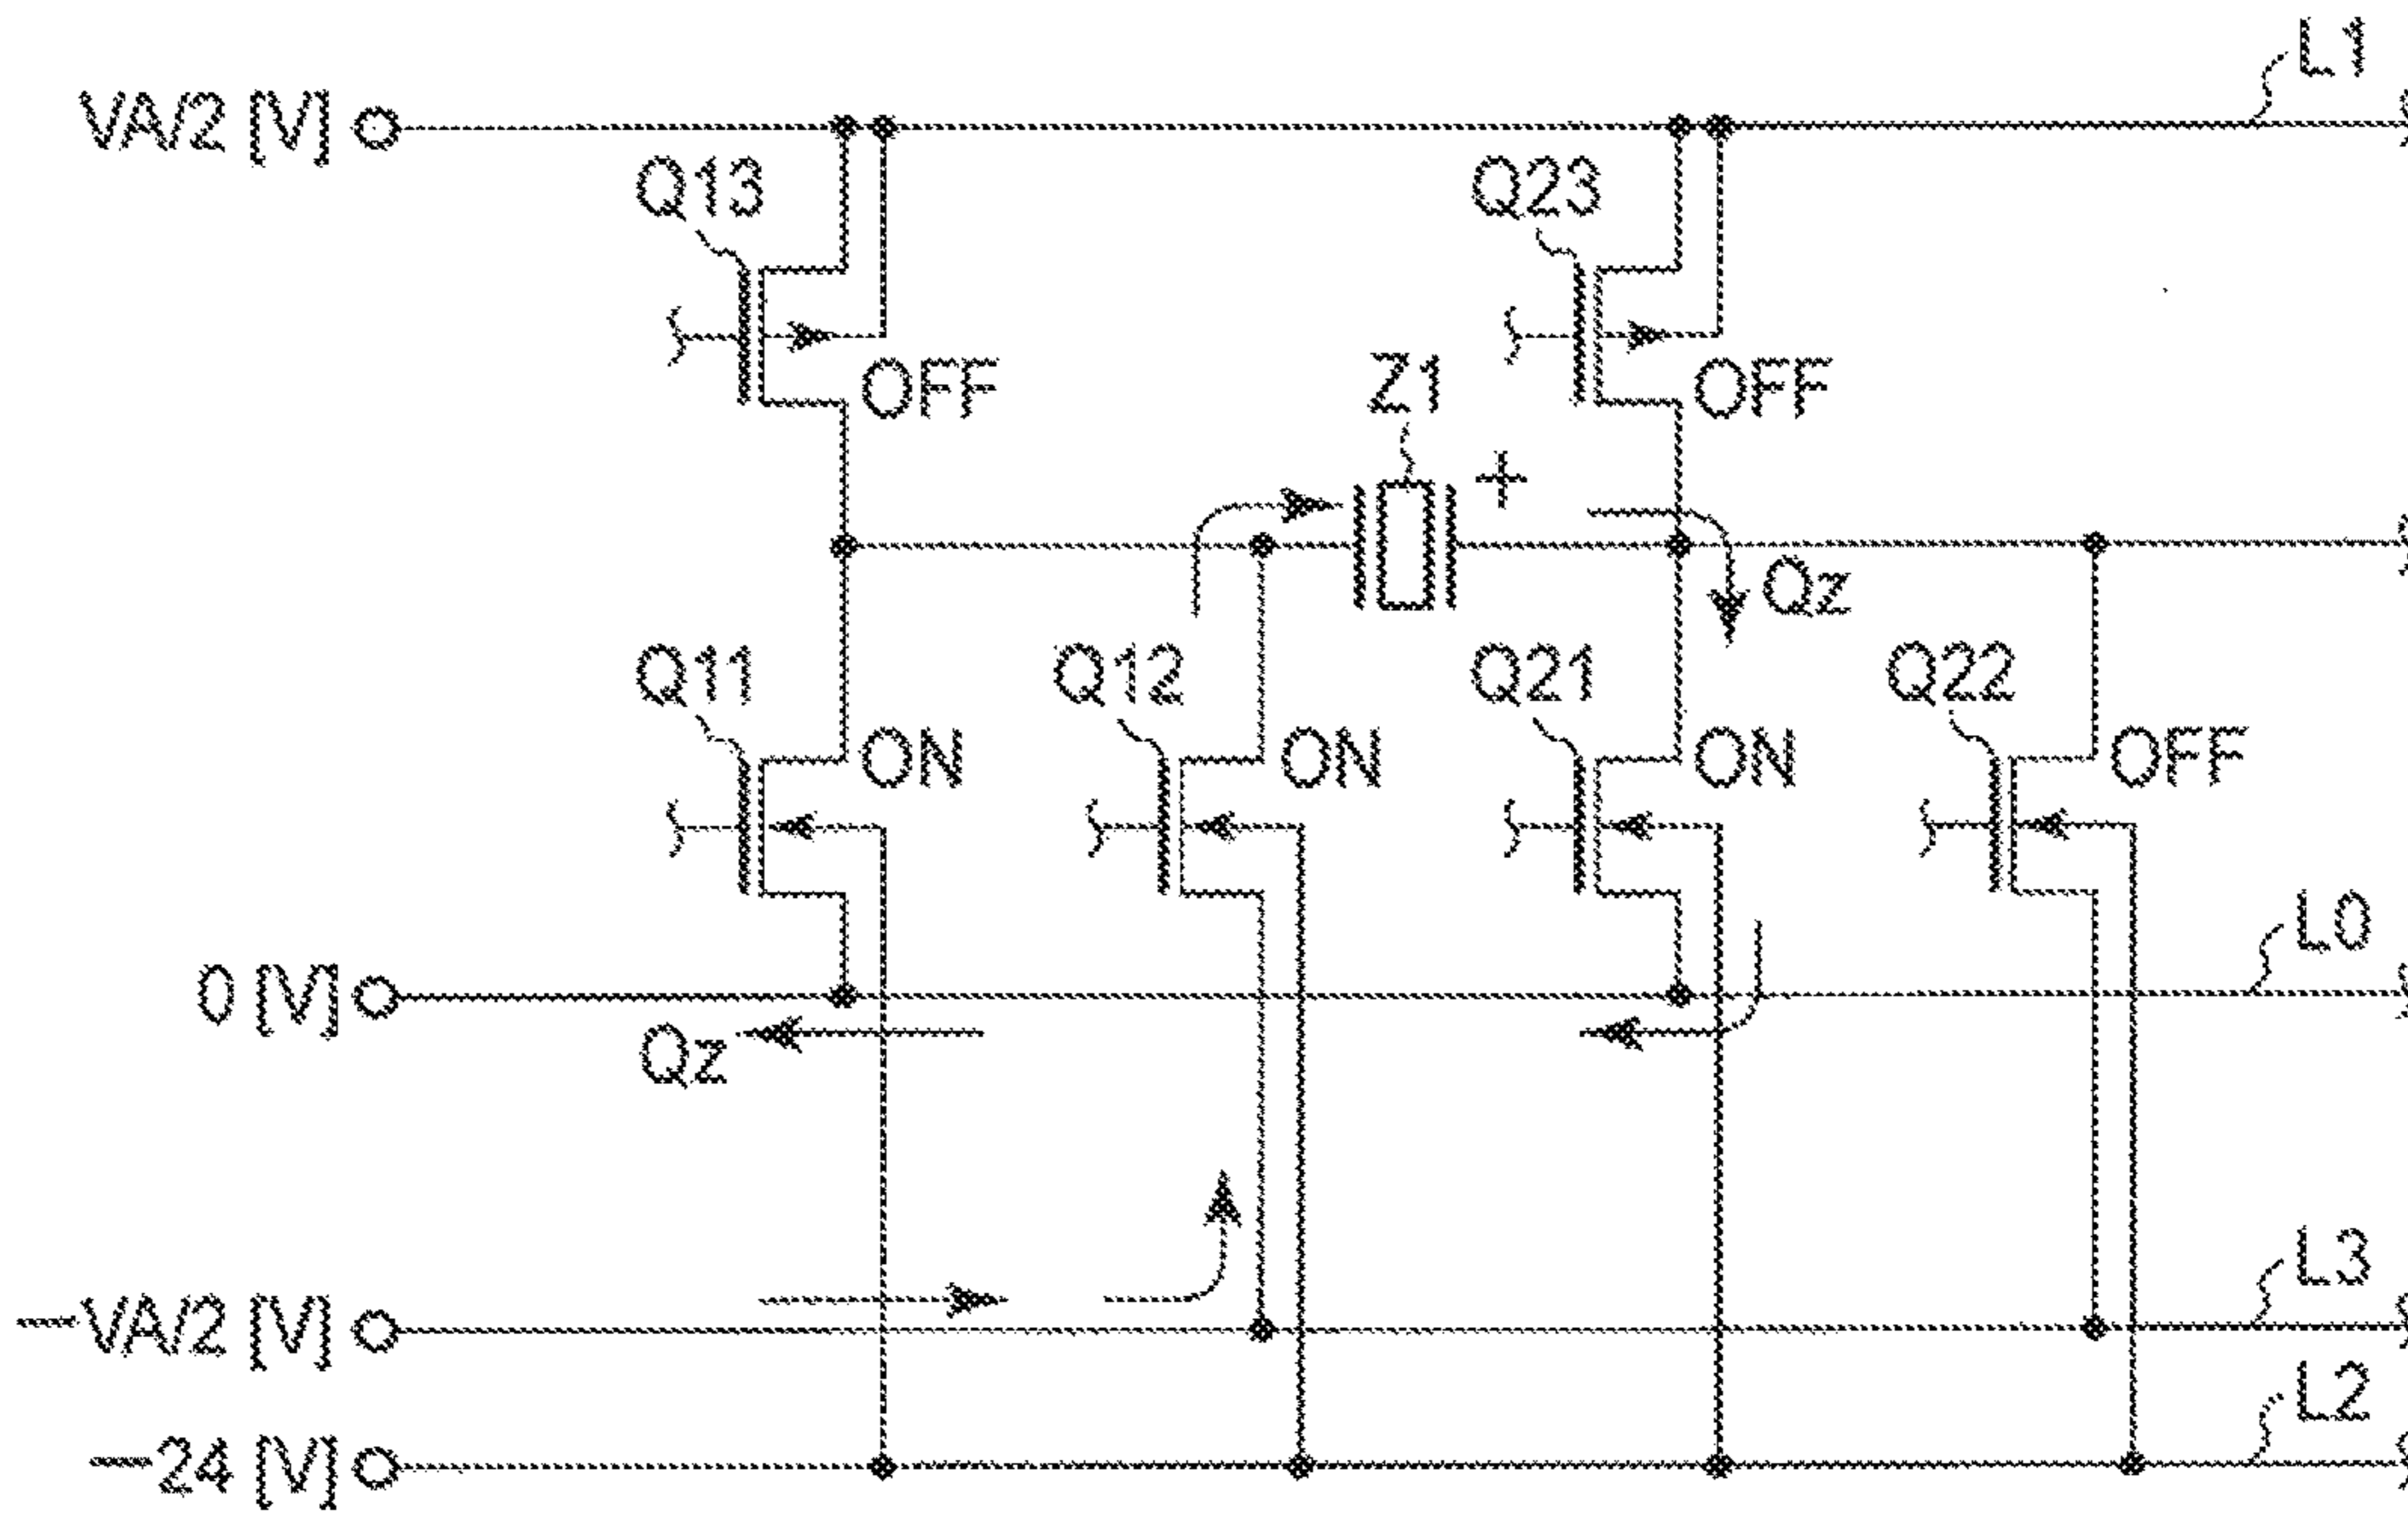 L1
VA/2 [V]
Q13
Q23
OFF
Z1
OFF
+
Qz
Q11
Q12
Q21
Q22
ON
ON
ON
OFF
L0
0 [V]
Qz
L3
—VA/2 [V]
L2
—24 [V]